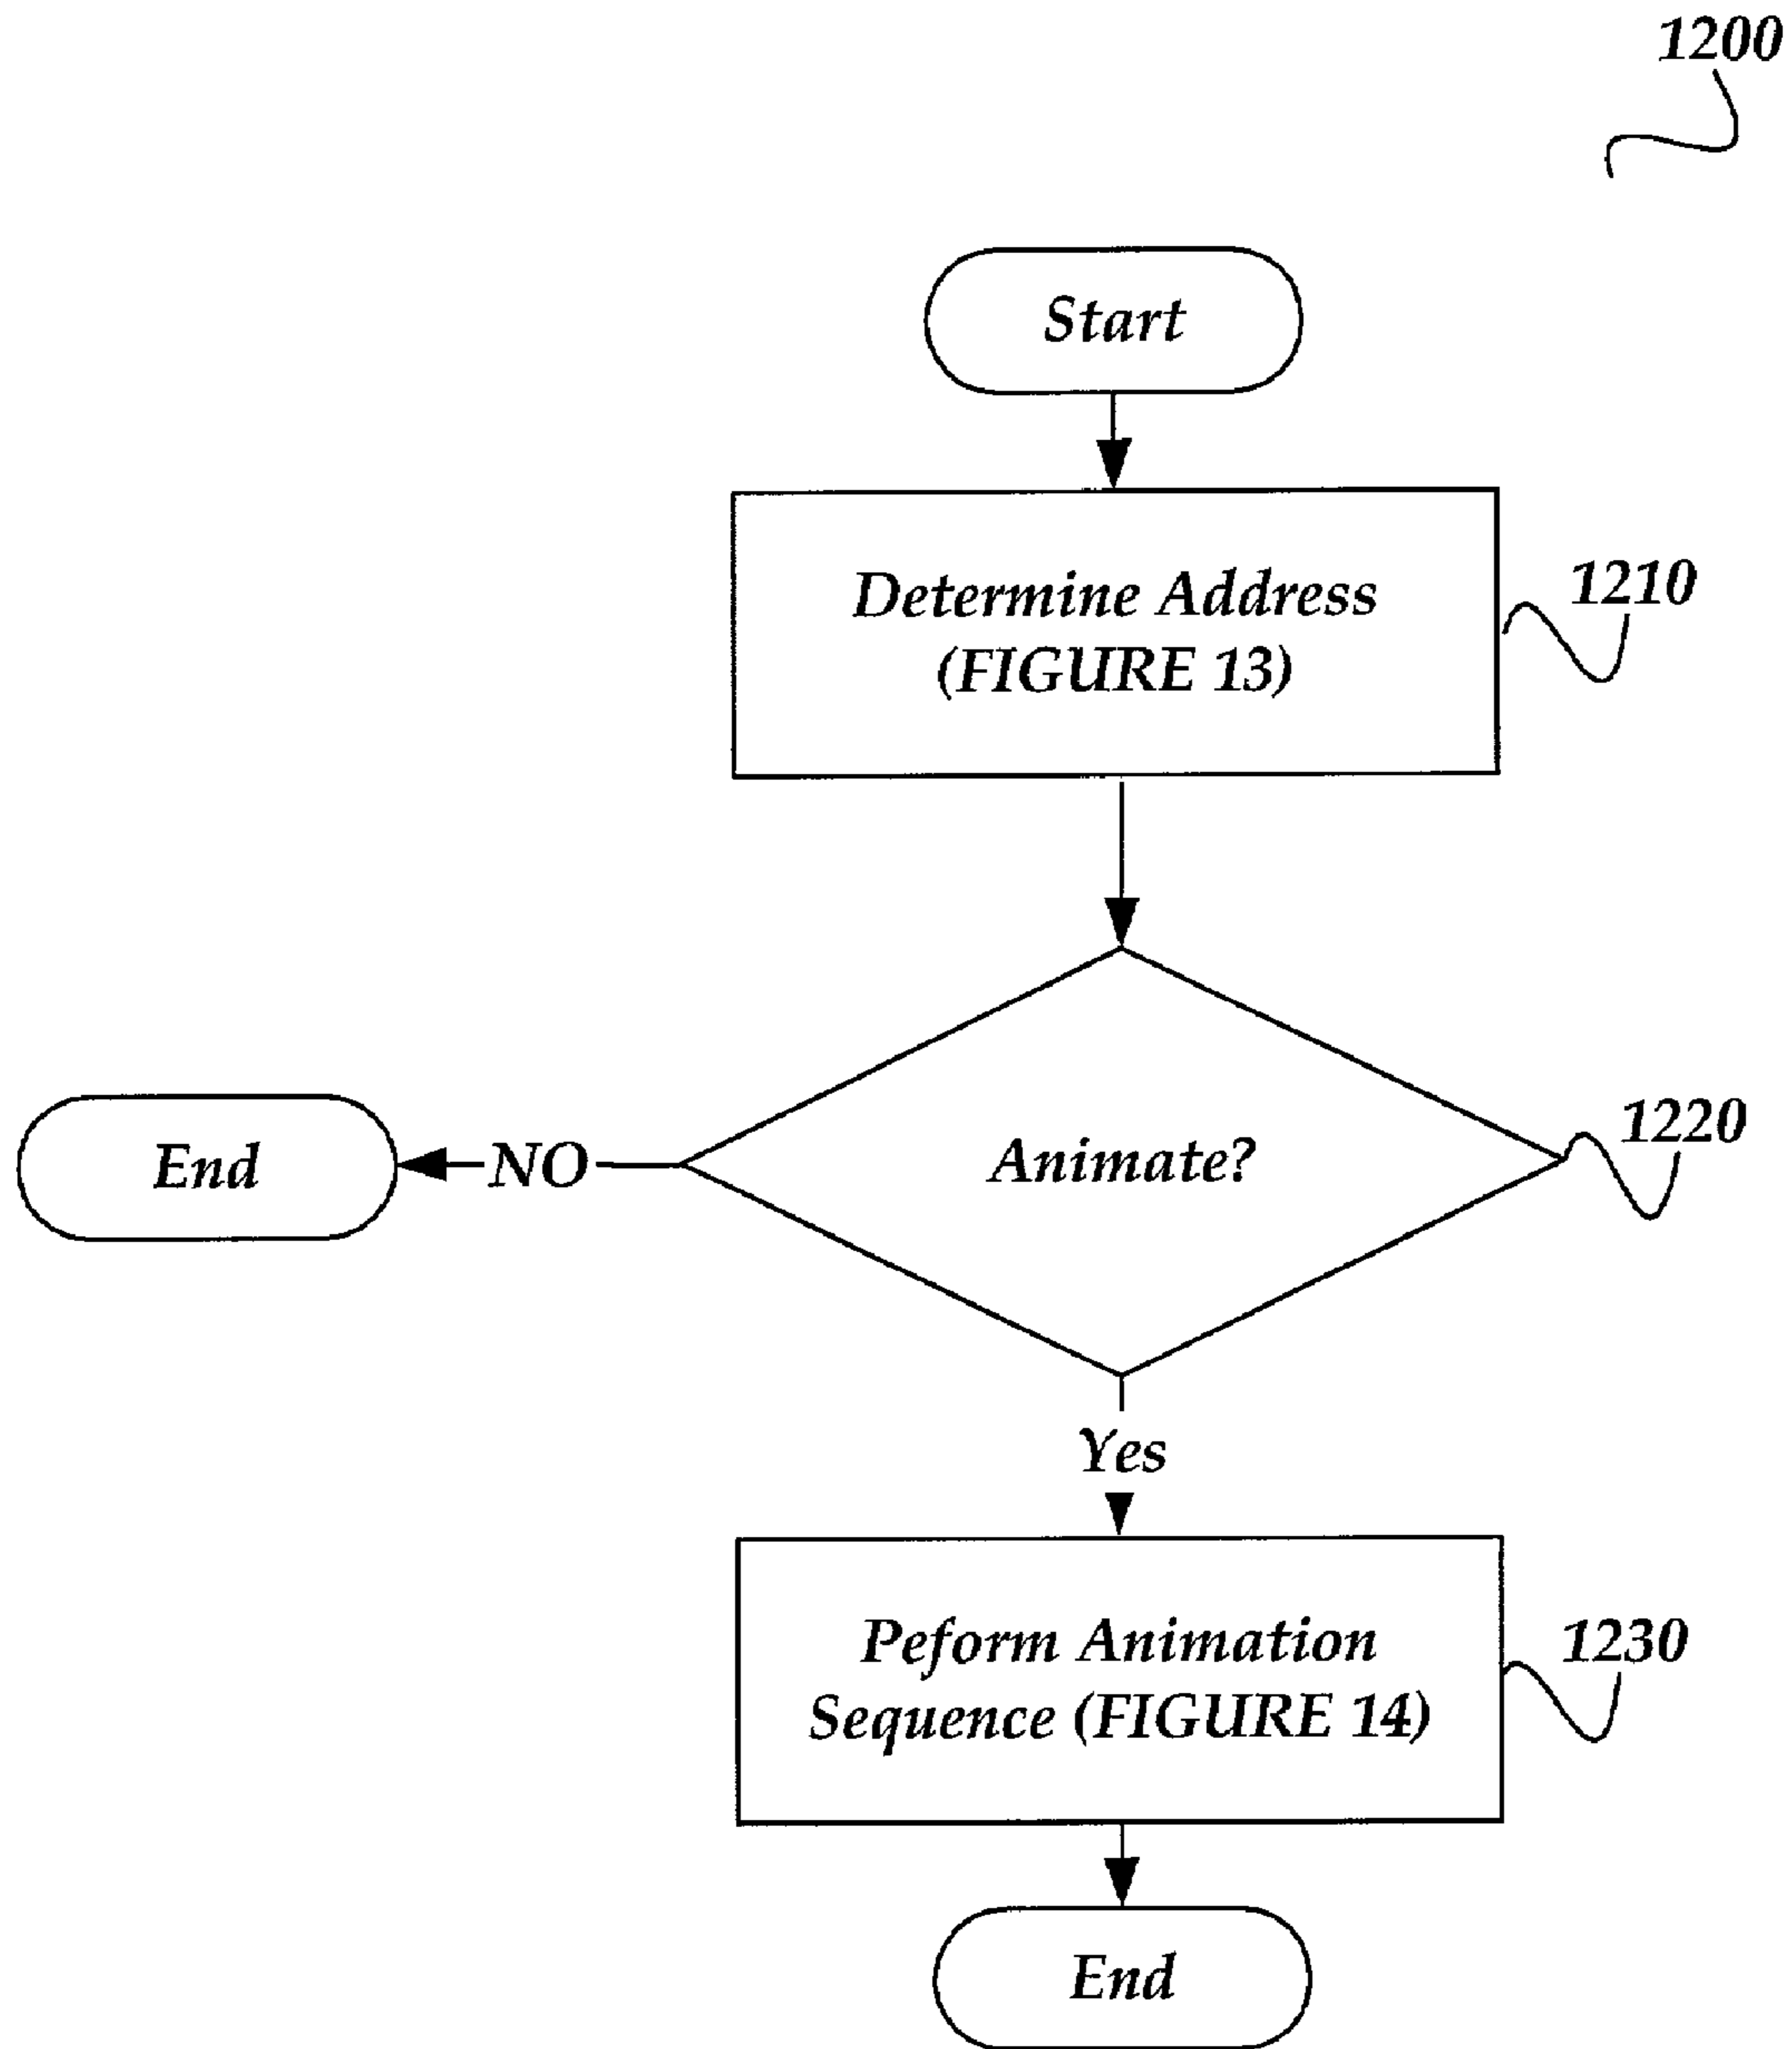 1200
Start
Determine Address
(FIGURE 13)
1210
Animate?
1220
NO
End
Yes
Peform Animation
Sequence (FIGURE 14)
1230
End